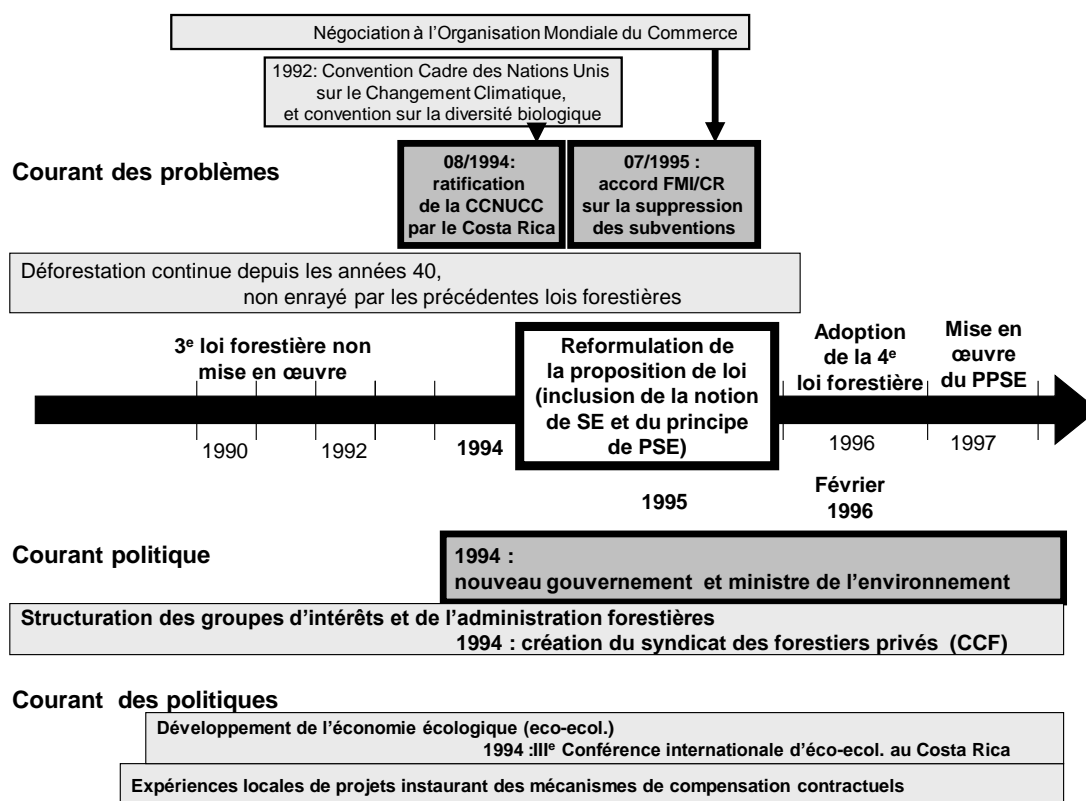 Négociation à l'Organisation Mondiale du Commerce
1992: Convention Cadre des Nations Unis
sur le Changement Climatique,
et convention sur la diversité biologique
Courant des problèmes
08/1994:
ratification
de la CCNUCC
par le Costa Rica
07/1995 :
accord FMI/CR
sur la suppression
des subventions
Déforestation continue depuis les années 40,
non enrayé par les précédentes lois forestières
3e loi forestière non
mise en œuvre
Reformulation de
la proposition de loi
(inclusion de la notion
de SE et du principe
de PSE)
Adoption
de la 4e
loi forestière
Mise en
œuvre
du PPSE
1990
1992
1994
1996
1997
1995
Février
1996
Courant politique
1994 :
nouveau gouvernement et ministre de l'environnement
Structuration des groupes d'intérêts et de l'administration forestières
1994 : création du syndicat des forestiers privés (CCF)
Courant des politiques
Développement de l'économie écologique (eco-ecol.)
1994 :IIIe Conférence internationale d'éco-ecol. au Costa Rica
Expériences locales de projets instaurant des mécanismes de compensation contractuels